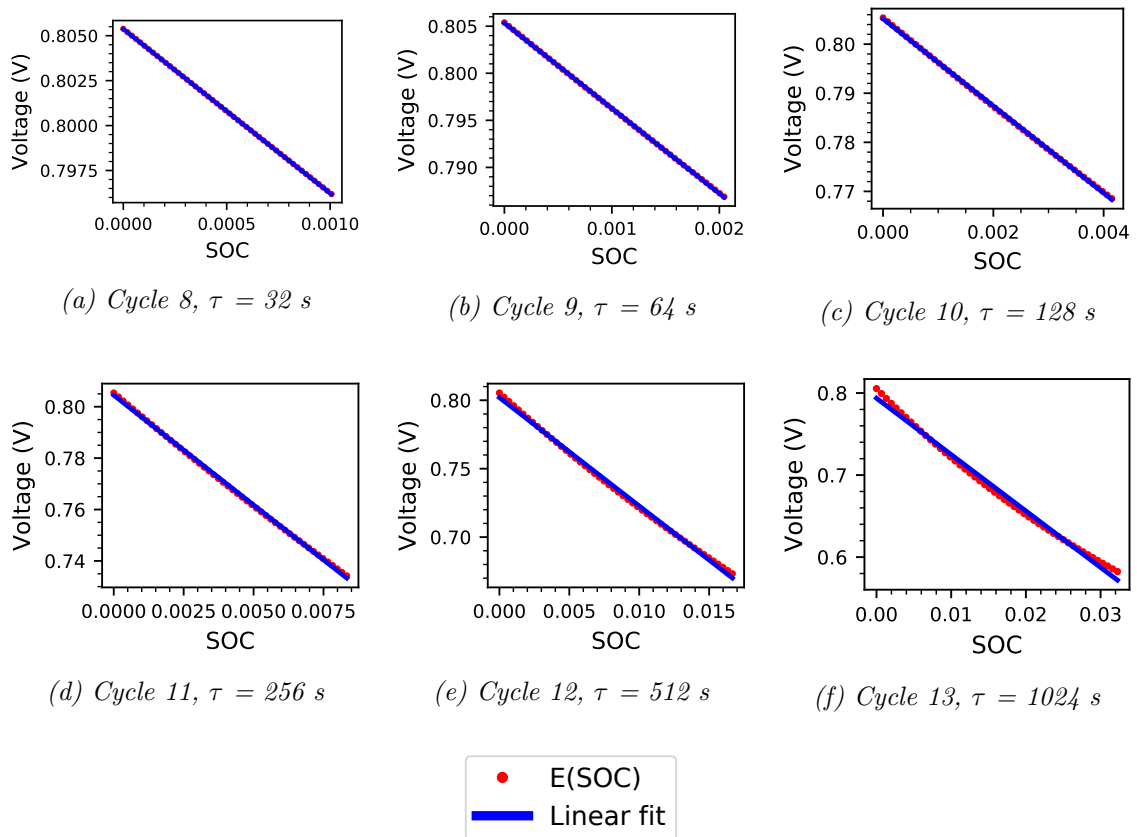 0.8050
0.8025
0.8000
0.7975
Voltage (V)
0.0000 0.0005 0.0010
SOC
(a) Cycle 8, τ = 32 s
0.805
0.800
0.795
0.790
Voltage (V)
0.000 0.001 0.002
SOC
(b) Cycle 9, τ = 64 s
0.80
0.79
0.78
0.77
Voltage (V)
0.000 0.002 0.004
SOC
(c) Cycle 10, τ = 128 s
0.80
0.78
0.76
0.74
Voltage (V)
0.0000 0.0025 0.0050 0.0075
SOC
(d) Cycle 11, τ = 256 s
0.80
0.75
0.70
Voltage (V)
0.000 0.005 0.010 0.015
SOC
(e) Cycle 12, τ = 512 s
0.8
0.7
0.6
Voltage (V)
0.00 0.01 0.02 0.03
SOC
(f) Cycle 13, τ = 1024 s
E(SOC)
Linear fit